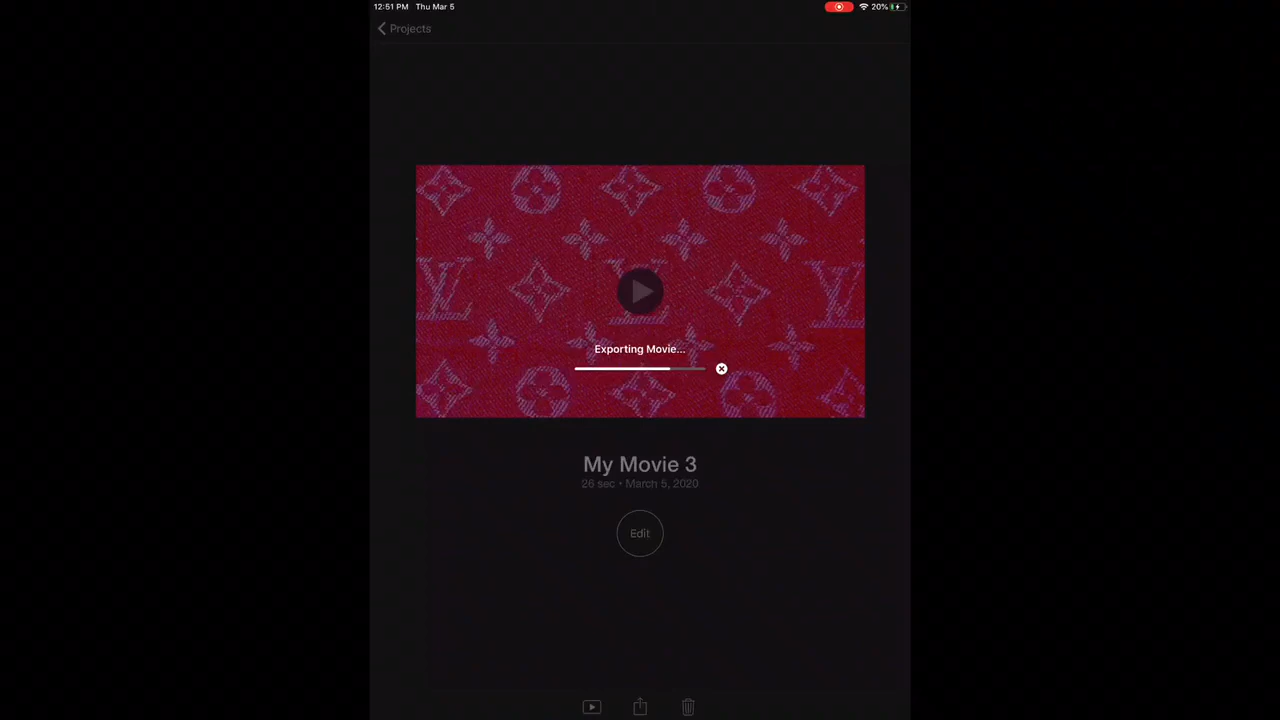 12:51 PM Thu Mar 5 20%
Projects
LV
Exporting Movie...
My Movie 3
26 sec • March 5, 2020
Edit